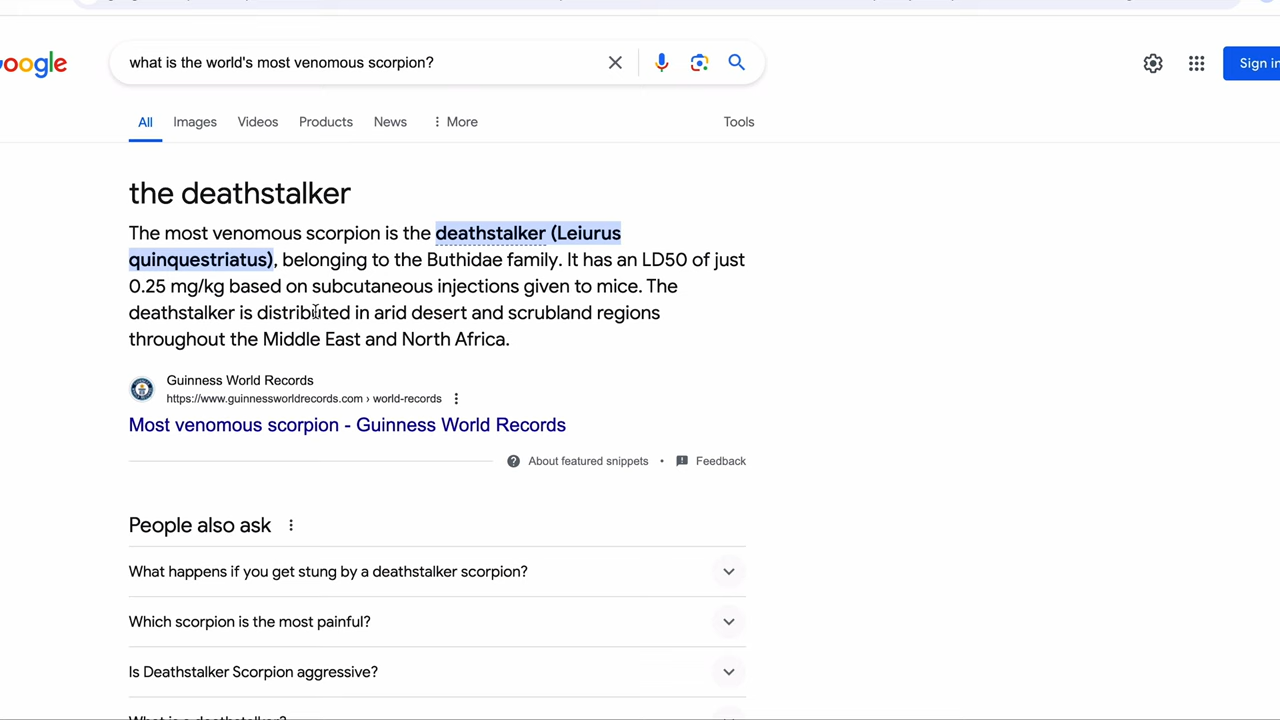 oogle
what is the world's most venomous scorpion?
Sign in
All Images Videos Products News More Tools
the deathstalker
The most venomous scorpion is the deathstalker (Leiurus
quinquestriatus), belonging to the Buthidae family. It has an LD50 of just
0.25 mg/kg based on subcutaneous injections given to mice. The
deathstalker is distributed in arid desert and scrubland regions
throughout the Middle East and North Africa.
Guinness World Records
https://www.guinnessworldrecords.com › world-records
Most venomous scorpion - Guinness World Records
About featured snippets • Feedback
People also ask
What happens if you get stung by a deathstalker scorpion?
Which scorpion is the most painful?
Is Deathstalker Scorpion aggressive?
What is a deathstalker?